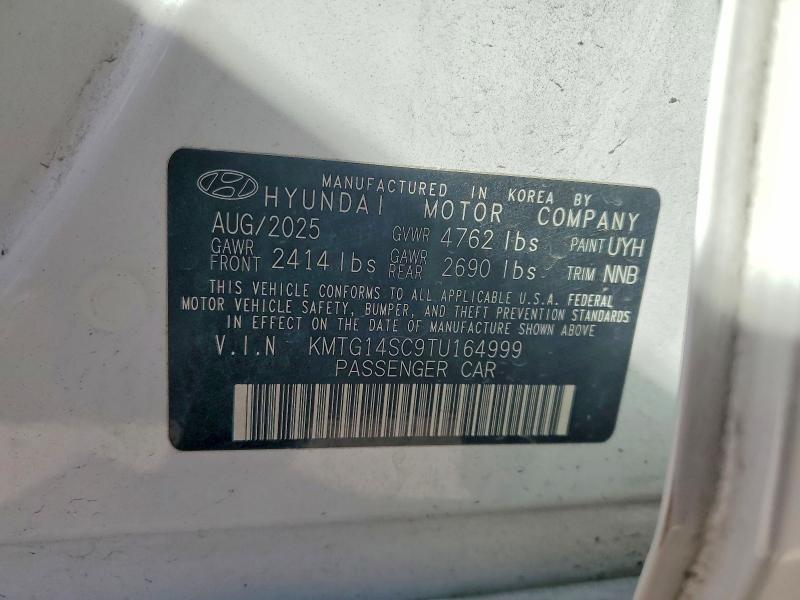 MANUFACTURED IN KOREA BY
HYUNDAI MOTOR COMPANY
AUG/2025 GVWR 4762 lbs PAINT UYH
GAWR FRONT 2414 lbs GAWR REAR 2690 lbs TRIM NNB
THIS VEHICLE CONFORMS TO ALL APPLICABLE U.S.A. FEDERAL
MOTOR VEHICLE SAFETY, BUMPER, AND THEFT PREVENTION STANDARDS
IN EFFECT ON THE DATE OF MANUFACTURE SHOWN ABOVE
V.I.N KMTG14SC9TU164999
PASSENGER CAR